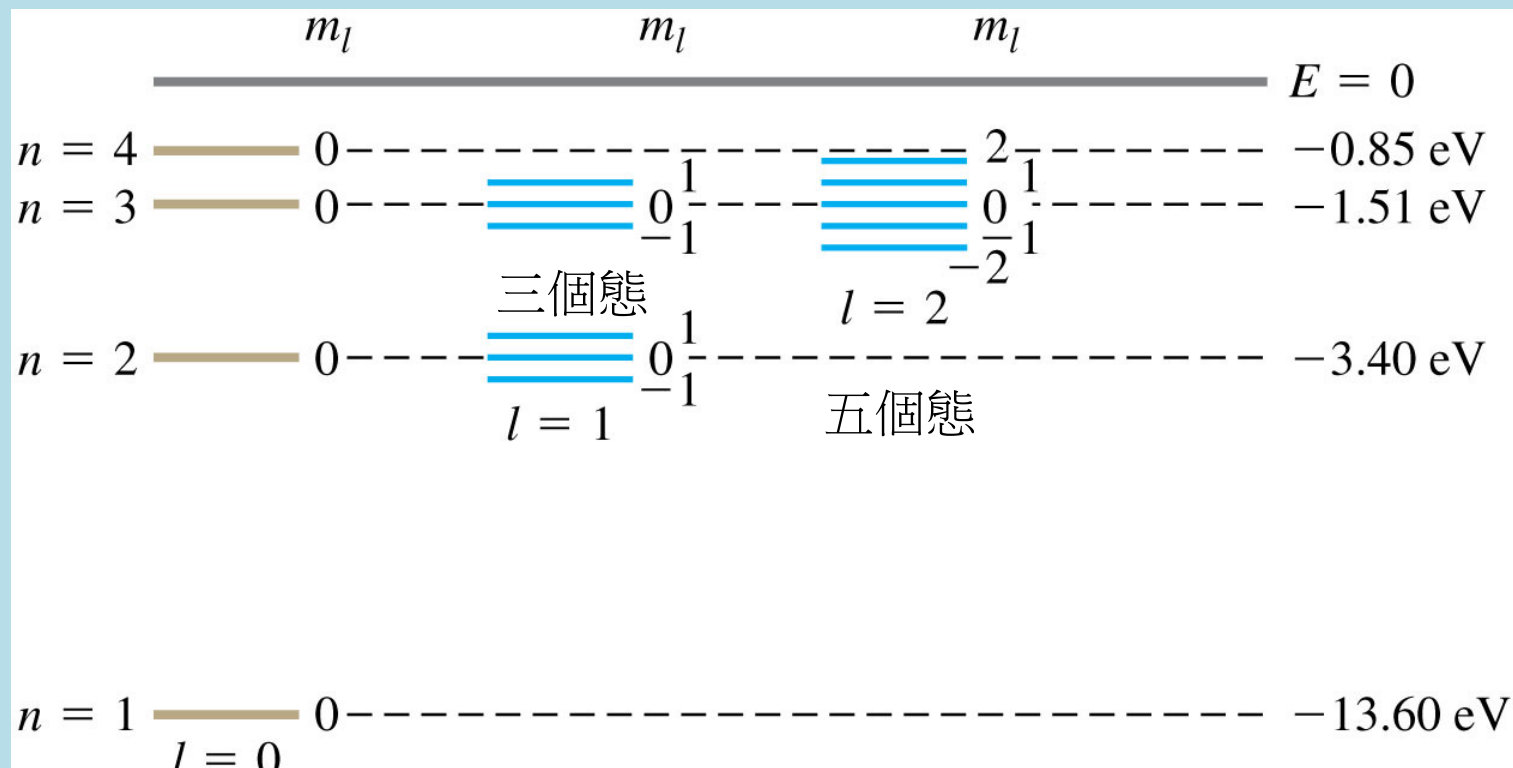 m_l m_l m_l
E = 0
n = 4 0 2 −0.85 eV
1 1
n = 3 0 0 0 −1.51 eV
−1 −1
−2
三個態 l = 2
1
n = 2 0 0 −3.40 eV
−1
l = 1 五個態
n = 1 0 −13.60 eV
l = 0